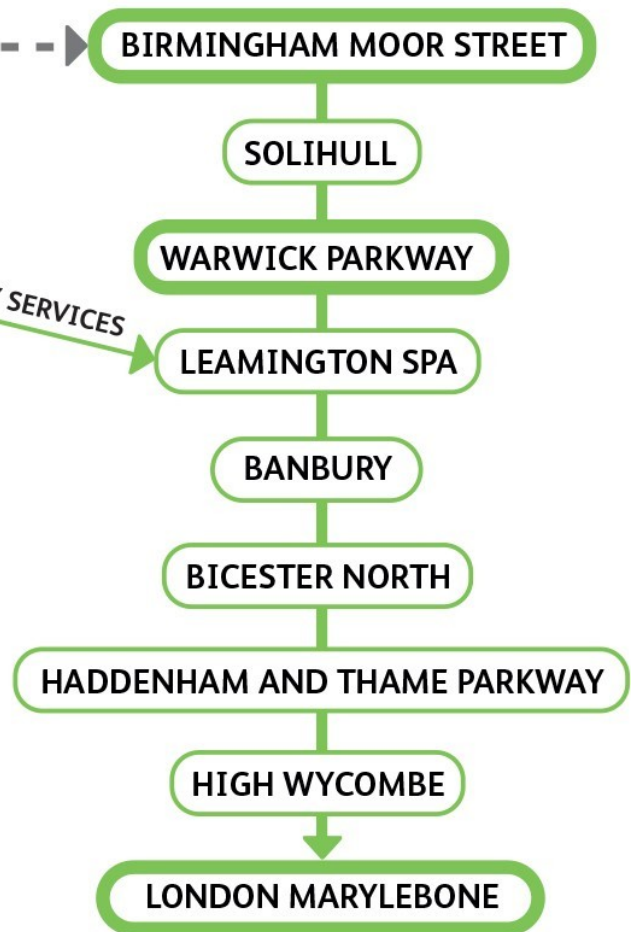 BIRMINGHAM MOOR STREET
SOLIHULL
WARWICK PARKWAY
SERVICES
LEAMINGTON SPA
BANBURY
BICESTER NORTH
HADDENHAM AND THAME PARKWAY
HIGH WYCOMBE
LONDON MARYLEBONE